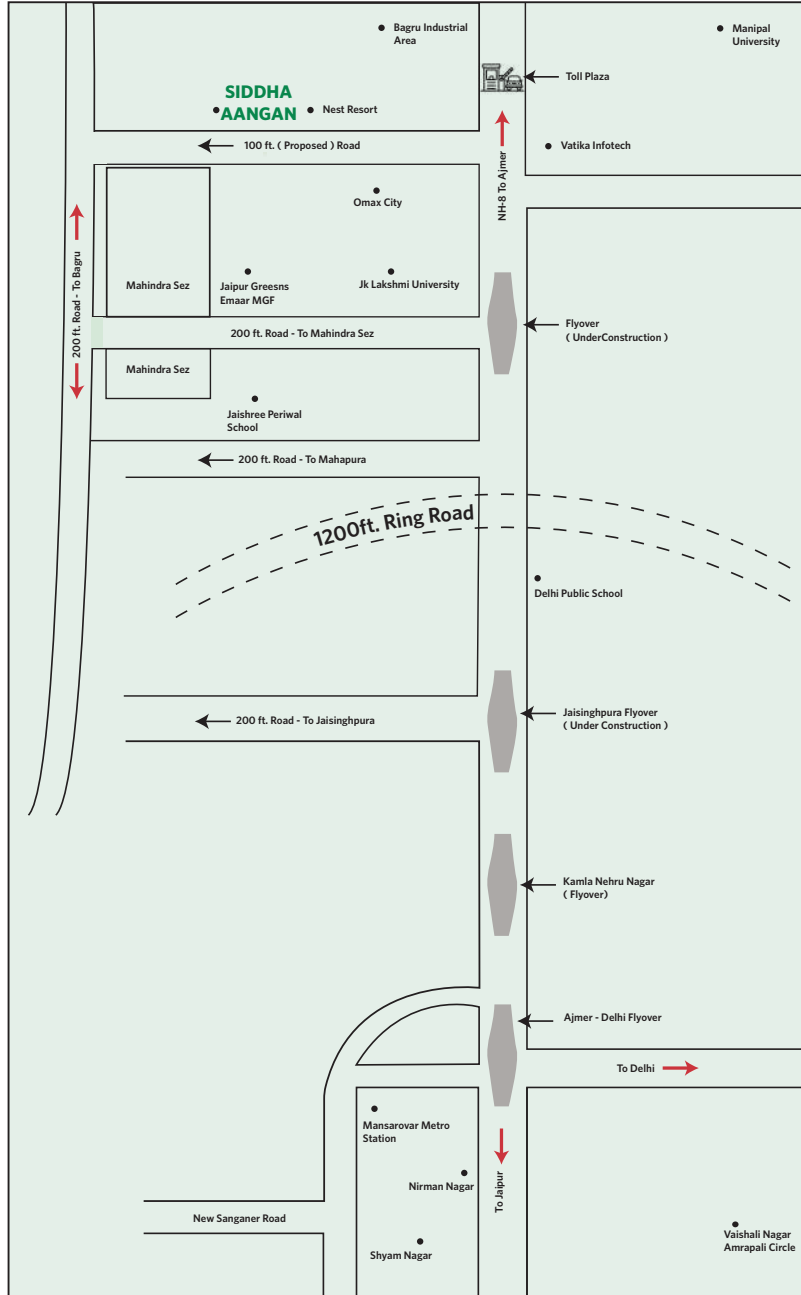 Bagru Industrial
Area
Manipal
University
Toll Plaza
SIDDHA
AANGAN
Nest Resort
100 ft. ( Proposed ) Road
Vatika Infotech
NH-8 To Ajmer
Omax City
200 ft. Road - To Bagru
Mahindra Sez
Jaipur Greesns
Emaar MGF
Jk Lakshmi University
200 ft. Road - To Mahindra Sez
Flyover
( UnderConstruction )
Mahindra Sez
Jaishree Periwal
School
200 ft. Road - To Mahapura
1200ft. Ring Road
Delhi Public School
200 ft. Road - To Jaisinghpura
Jaisinghpura Flyover
( Under Construction )
Kamla Nehru Nagar
( Flyover)
Ajmer - Delhi Flyover
To Delhi
Mansarovar Metro
Station
To Jaipur
Nirman Nagar
New Sanganer Road
Shyam Nagar
Vaishali Nagar
Amrapali Circle